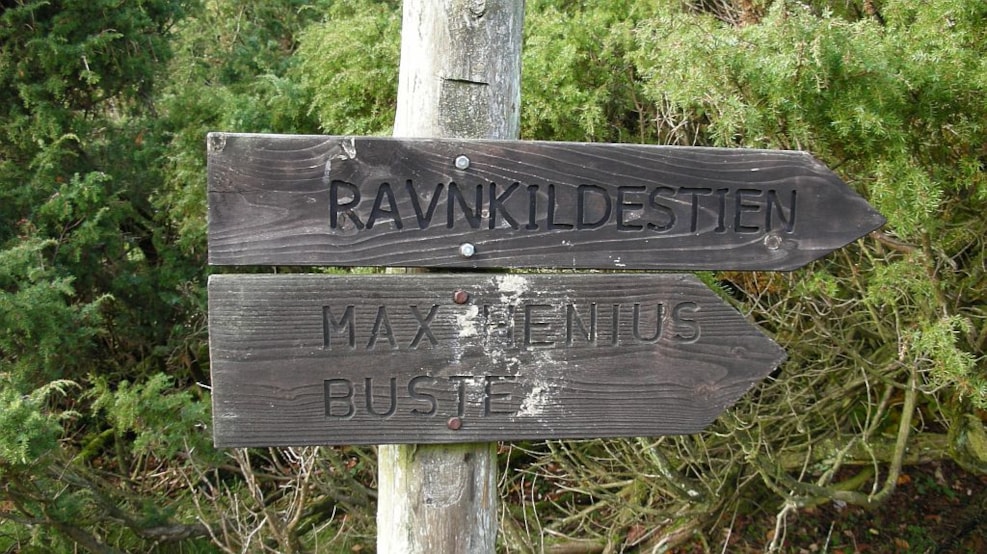 RAVNKILDESTIEN
MAX HENIUS
BUSTE